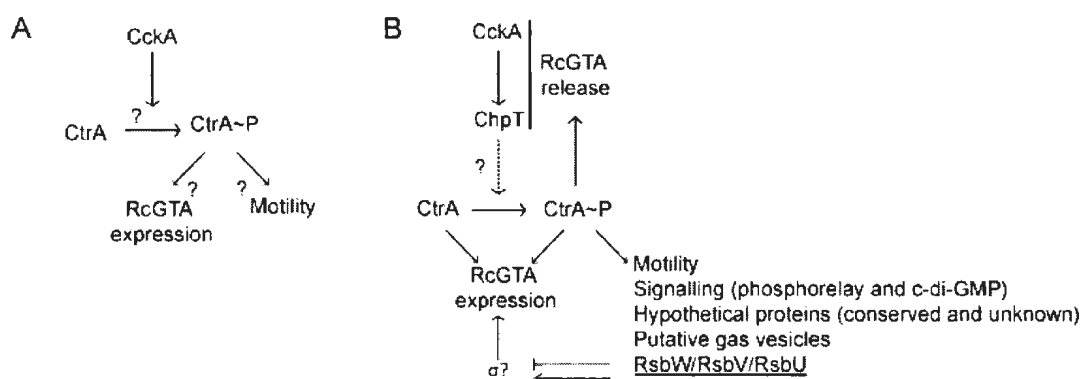 A
CckA
?
CtrA
CtrA~P
?
?
RcGTA
expression
Motility
B
CckA
RcGTA
release
ChpT
?
CtrA
CtrA~P
RcGTA
expression
Motility
Signalling (phosphorelay and c-di-GMP)
Hypothetical proteins (conserved and unknown)
Putative gas vesicles
RsbW/RsbV/RsbU
σ?